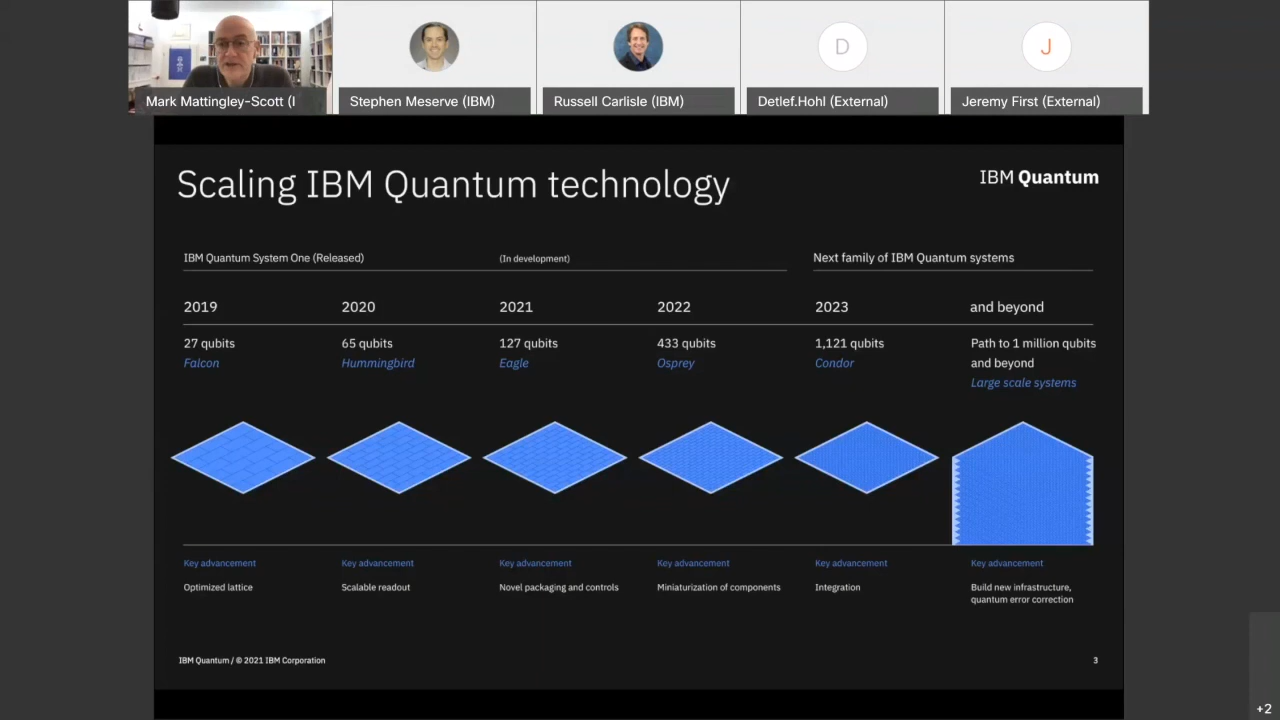 Mark Mattingley-Scott (I
Stephen Meserve (IBM)
Russell Carlisle (IBM)
D
Detlef.Hohl (External)
J
Jeremy First (External)
Scaling IBM Quantum technology
IBM Quantum
IBM Quantum System One (Released)
(In development)
Next family of IBM Quantum systems
2019
2020
2021
2022
2023
and beyond
27 qubits
Falcon
65 qubits
Hummingbird
127 qubits
Eagle
433 qubits
Osprey
1,121 qubits
Condor
Path to 1 million qubits
and beyond
Large scale systems
Key advancement
Optimized lattice
Key advancement
Scalable readout
Key advancement
Novel packaging and controls
Key advancement
Miniaturization of components
Key advancement
Integration
Key advancement
Build new infrastructure,
quantum error correction
IBM Quantum / © 2021 IBM Corporation
3
+2